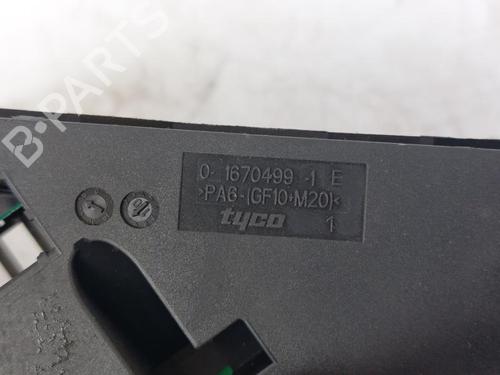 B-Parts
0- 1670499 -1 E
>PA6-(GF10+M20)<
tyco 1